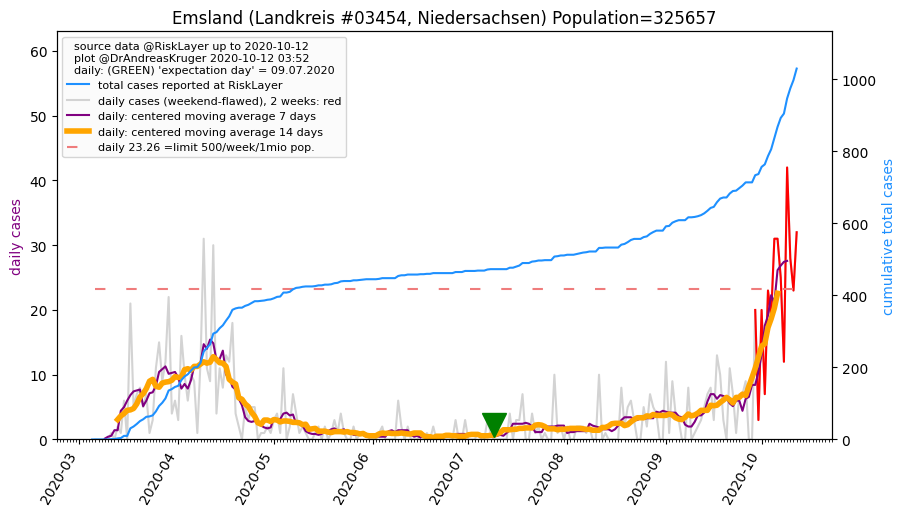 Emsland (Landkreis #03454, Niedersachsen) Population=325657
source data @RiskLayer up to 2020-10-12
plot @DrAndreasKruger 2020-10-12 03:52
daily: (GREEN) 'expectation day' = 09.07.2020
total cases reported at RiskLayer
daily cases (weekend-flawed), 2 weeks: red
daily: centered moving average 7 days
daily: centered moving average 14 days
daily 23.26 =limit 500/week/1mio pop.
daily cases
60
50
40
30
20
10
0
cumulative total cases
1000
800
600
400
200
0
2020-03
2020-04
2020-05
2020-06
2020-07
2020-08
2020-09
2020-10